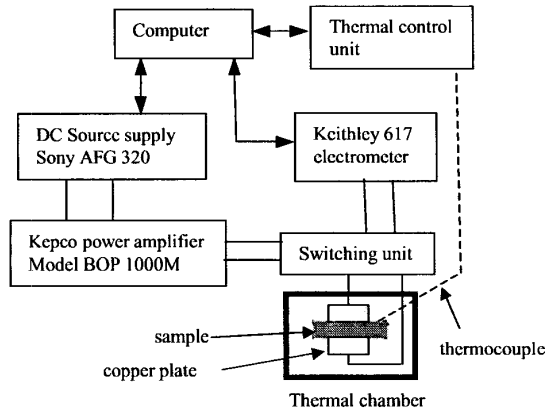 Computer
Thermal control
unit
DC Source supply
Sony AFG 320
Keithley 617
electrometer
Kepco power amplifier
Model BOP 1000M
Switching unit
sample
copper plate
thermocouple
Thermal chamber